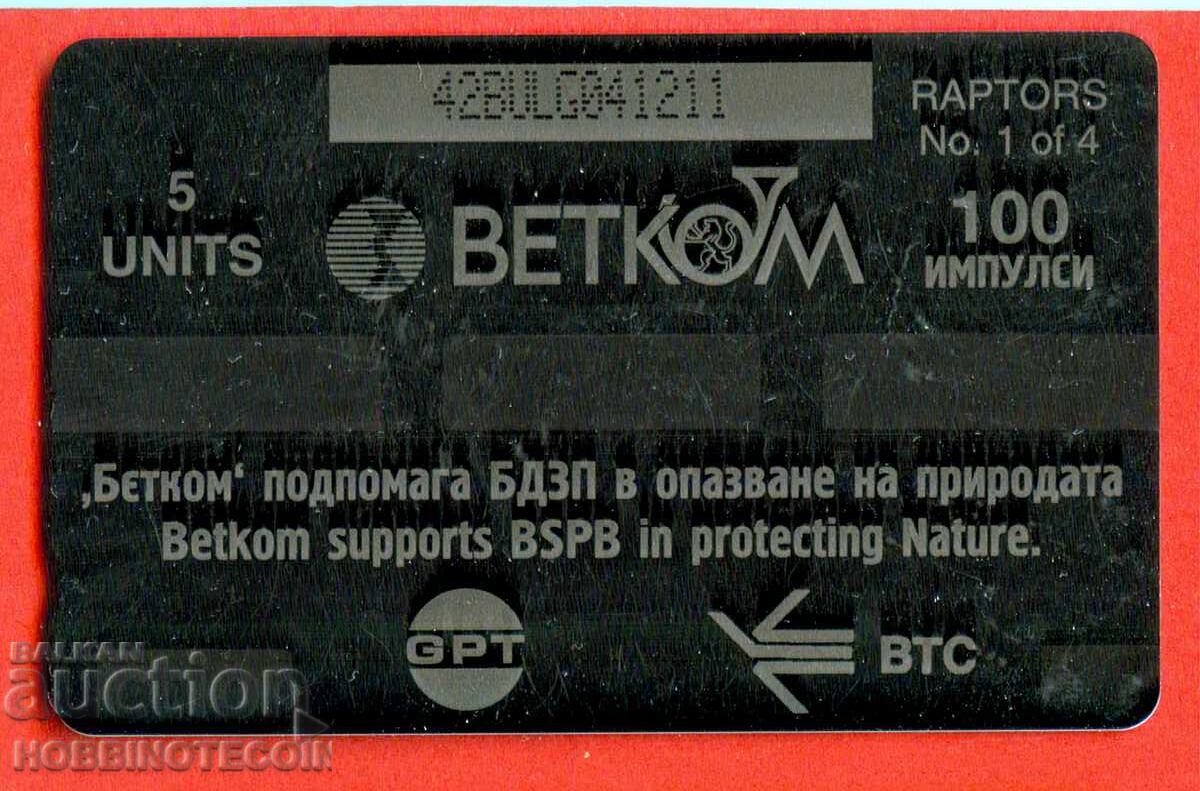 42BULG041211
RAPTORS
No. 1 of 4
5
UNITS
BETKOM
100
ИМПУЛСИ
„Бєтком‘ подпомага БДЗП в опазване на природата
Betkom supports BSPB in protecting Nature.
GPT
BTC
BALKAN
auction
HOBBINOTECOIN